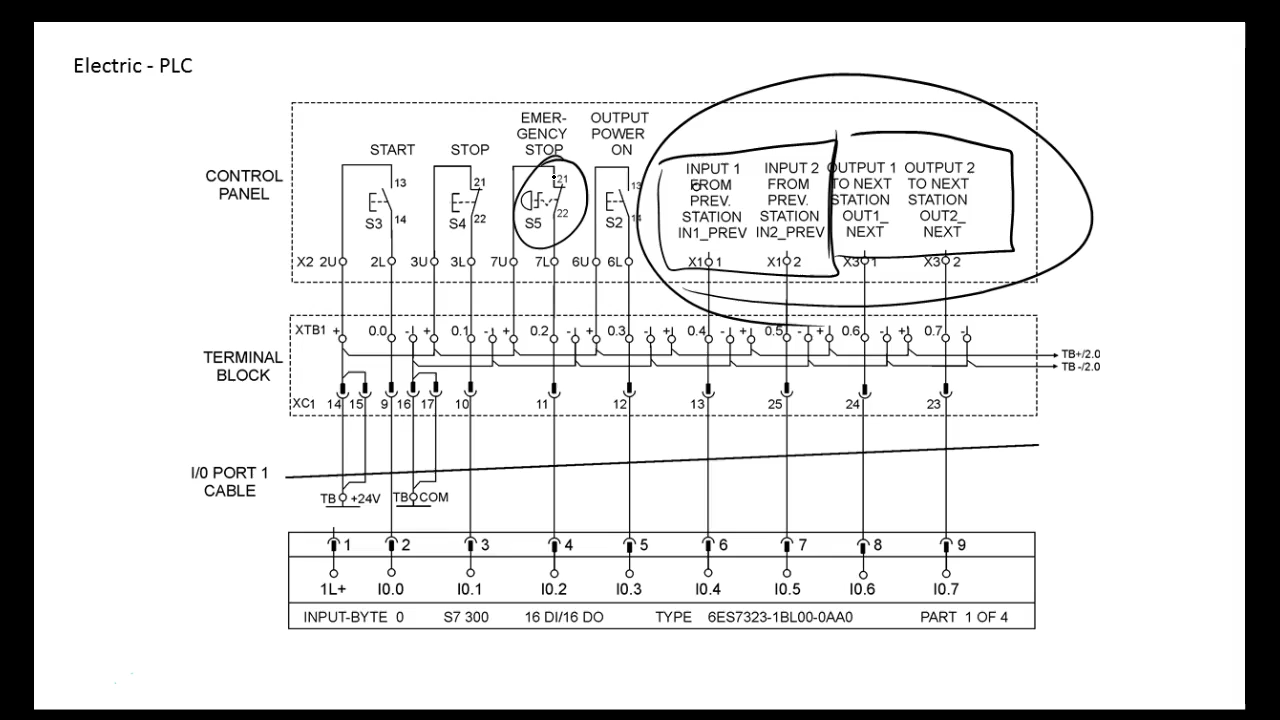 Electric - PLC
EMER-
GENCY
STOP
OUTPUT
POWER
ON
START
STOP
CONTROL
PANEL
INPUT 1
FROM
PREV.
STATION
IN1_PREV
INPUT 2
FROM
PREV.
STATION
IN2_PREV
OUTPUT 1
TO NEXT
STATION
OUT1_
NEXT
OUTPUT 2
TO NEXT
STATION
OUT2_
NEXT
13 21 21 13
S3 S4 S5 S2
14 22 22 14
X2 2U 2L 3U 3L 7U 7L 6U 6L X1 1 X1 2 X3 1 X3 2
XTB1 + 0.0 - + 0.1 - + 0.2 - + 0.3 - + 0.4 - + 0.5 - + 0.6 - + 0.7 -
TB+/2.0
TB-/2.0
TERMINAL
BLOCK
XC1 14 15 9 16 17 10 11 12 13 25 24 23
I/0 PORT 1
CABLE
TB +24V TB COM
1 2 3 4 5 6 7 8 9
1L+ I0.0 I0.1 I0.2 I0.3 I0.4 I0.5 I0.6 I0.7
INPUT-BYTE 0 S7 300 16 DI/16 DO TYPE 6ES7323-1BL00-0AA0 PART 1 OF 4